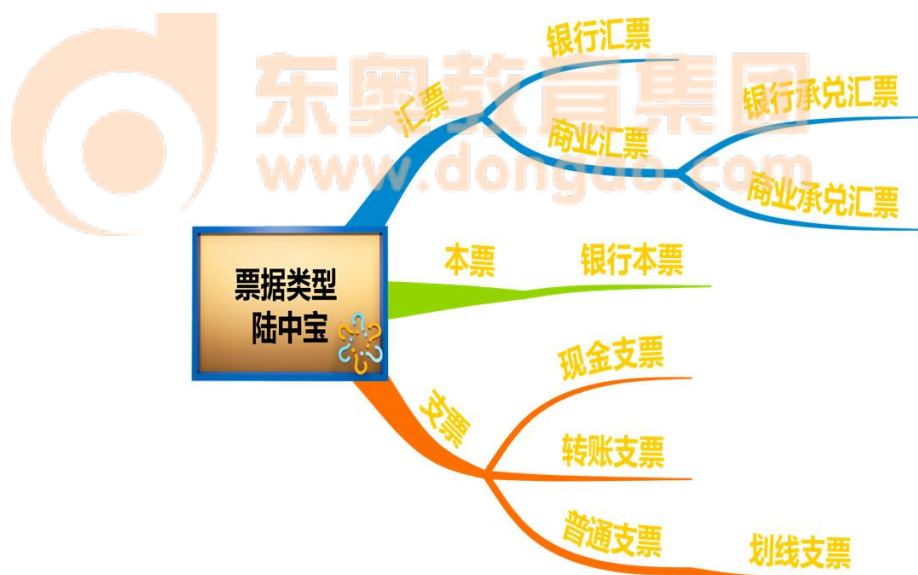 东奥教育集团
www.dongao.com
票据类型
陆中宝
汇票
银行汇票
商业汇票
银行承兑汇票
商业承兑汇票
本票
银行本票
支票
现金支票
转账支票
普通支票
划线支票